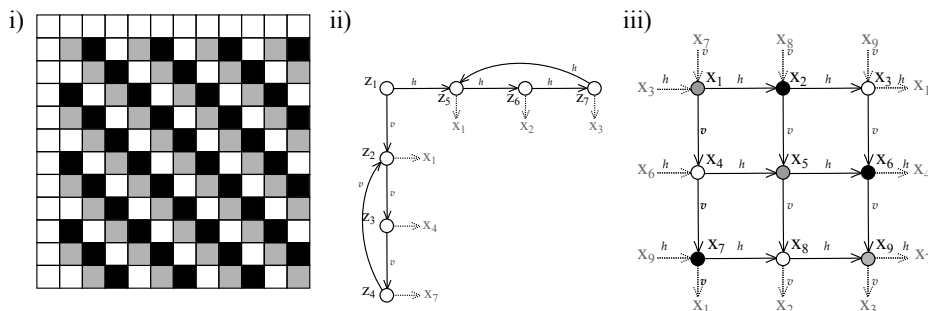 i)
ii)
z₁ h z₅ h z₆ h z₇
h
x₁ x₂ x₃
v
z₂ x₁
v
v
z₃ x₄
v
z₄ x₇
iii)
x₇ x₈ x₉
v v v
x₃ h x₁ h x₂ h x₃ h x₁
v v v
x₆ h x₄ h x₅ h x₆ h x₄
v v v
x₉ h x₇ h x₈ h x₉ h x₇
v v v
x₁ x₂ x₃